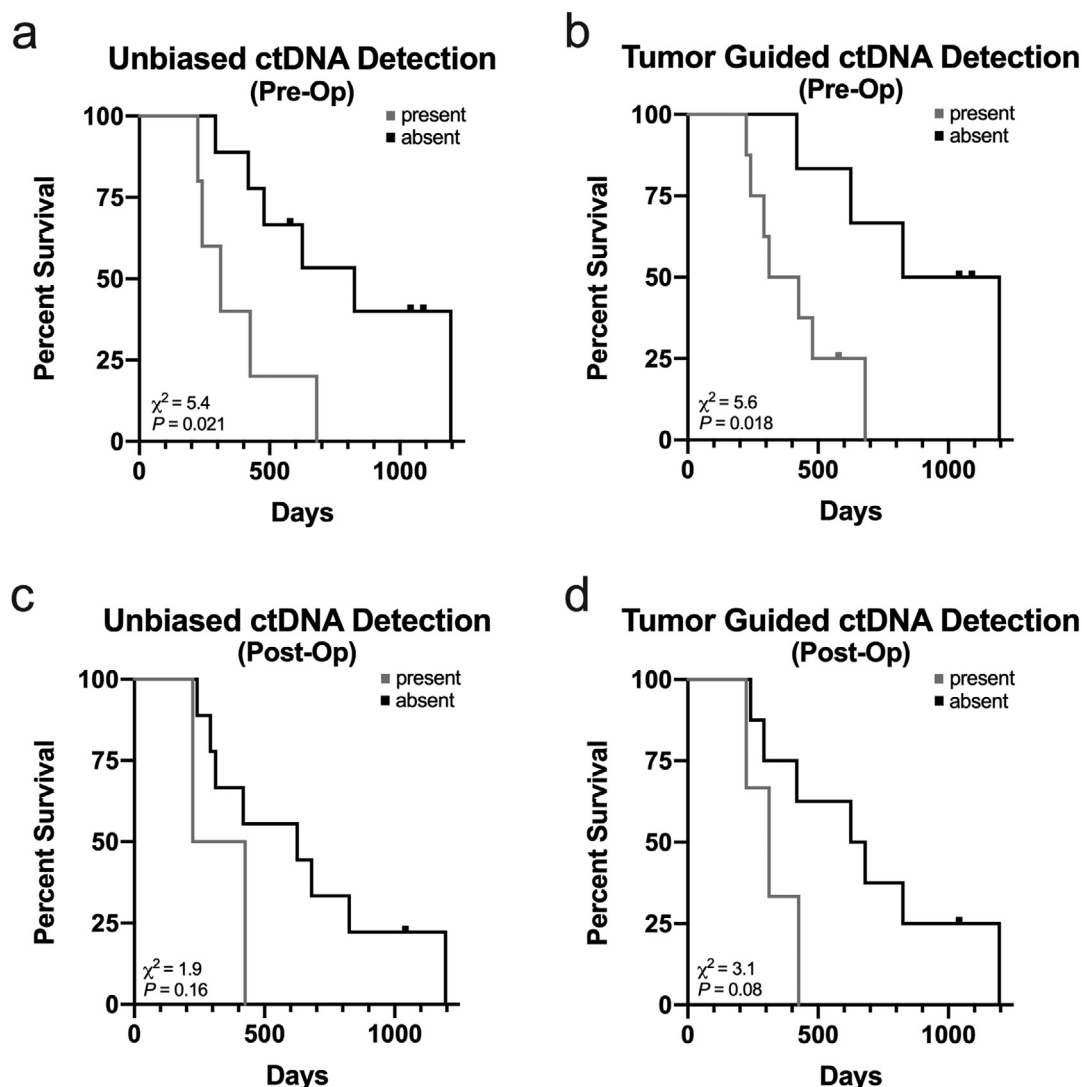 a
Unbiased ctDNA Detection
(Pre-Op)
present
absent
100
75
50
25
0
Percent Survival
χ² = 5.4
P = 0.021
0
500
1000
Days
b
Tumor Guided ctDNA Detection
(Pre-Op)
present
absent
100
75
50
25
0
Percent Survival
χ² = 5.6
P = 0.018
0
500
1000
Days
c
Unbiased ctDNA Detection
(Post-Op)
present
absent
100
75
50
25
0
Percent Survival
χ² = 1.9
P = 0.16
0
500
1000
Days
d
Tumor Guided ctDNA Detection
(Post-Op)
present
absent
100
75
50
25
0
Percent Survival
χ² = 3.1
P = 0.08
0
500
1000
Days